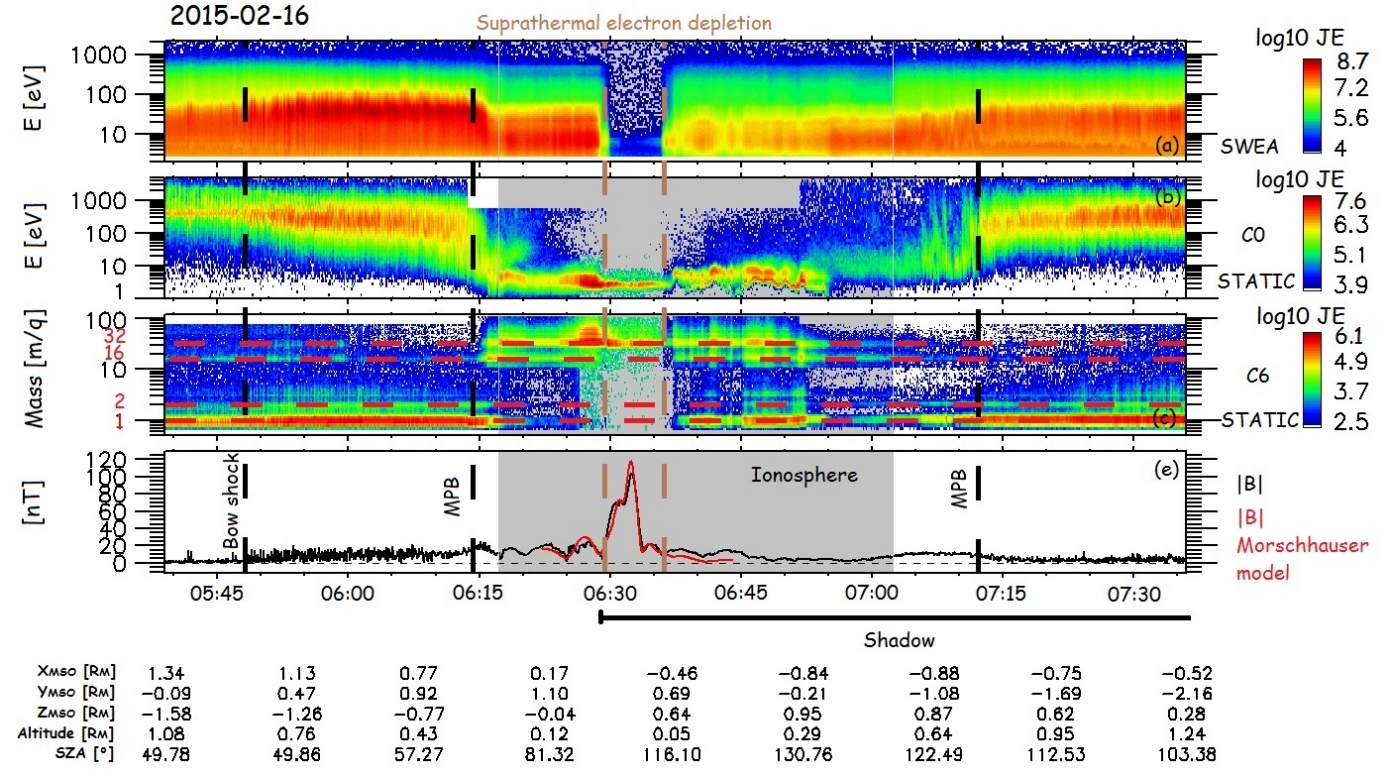 2015-02-16
Suprathermal electron depletion
log10 JE
E [eV]
1000
100
10
8.7
7.2
5.6
4
(a)
SWEA
log10 JE
E [eV]
1000
100
10
1
(b)
7.6
6.3
5.1
3.9
C0
STATIC
log10 JE
Mass [m/q]
100
32
16
10
2
1
6.1
4.9
3.7
2.5
C6
(c)
STATIC
[nT]
120
100
80
60
40
20
0
Bow shock
MPB
Ionosphere
MPB
(e)
|B|
|B|
Morschhauser
model
05:45 06:00 06:15 06:30 06:45 07:00 07:15 07:30
Shadow
XMSO [RM] 1.34 1.13 0.77 0.17 −0.46 −0.84 −0.88 −0.75 −0.52
YMSO [RM] −0.09 0.47 0.92 1.10 0.69 −0.21 −1.08 −1.69 −2.16
ZMSO [RM] −1.58 −1.26 −0.77 −0.04 0.64 0.95 0.87 0.62 0.28
Altitude [RM] 1.08 0.76 0.43 0.12 0.05 0.29 0.64 0.95 1.24
SZA [°] 49.78 49.86 57.27 81.32 116.10 130.76 122.49 112.53 103.38